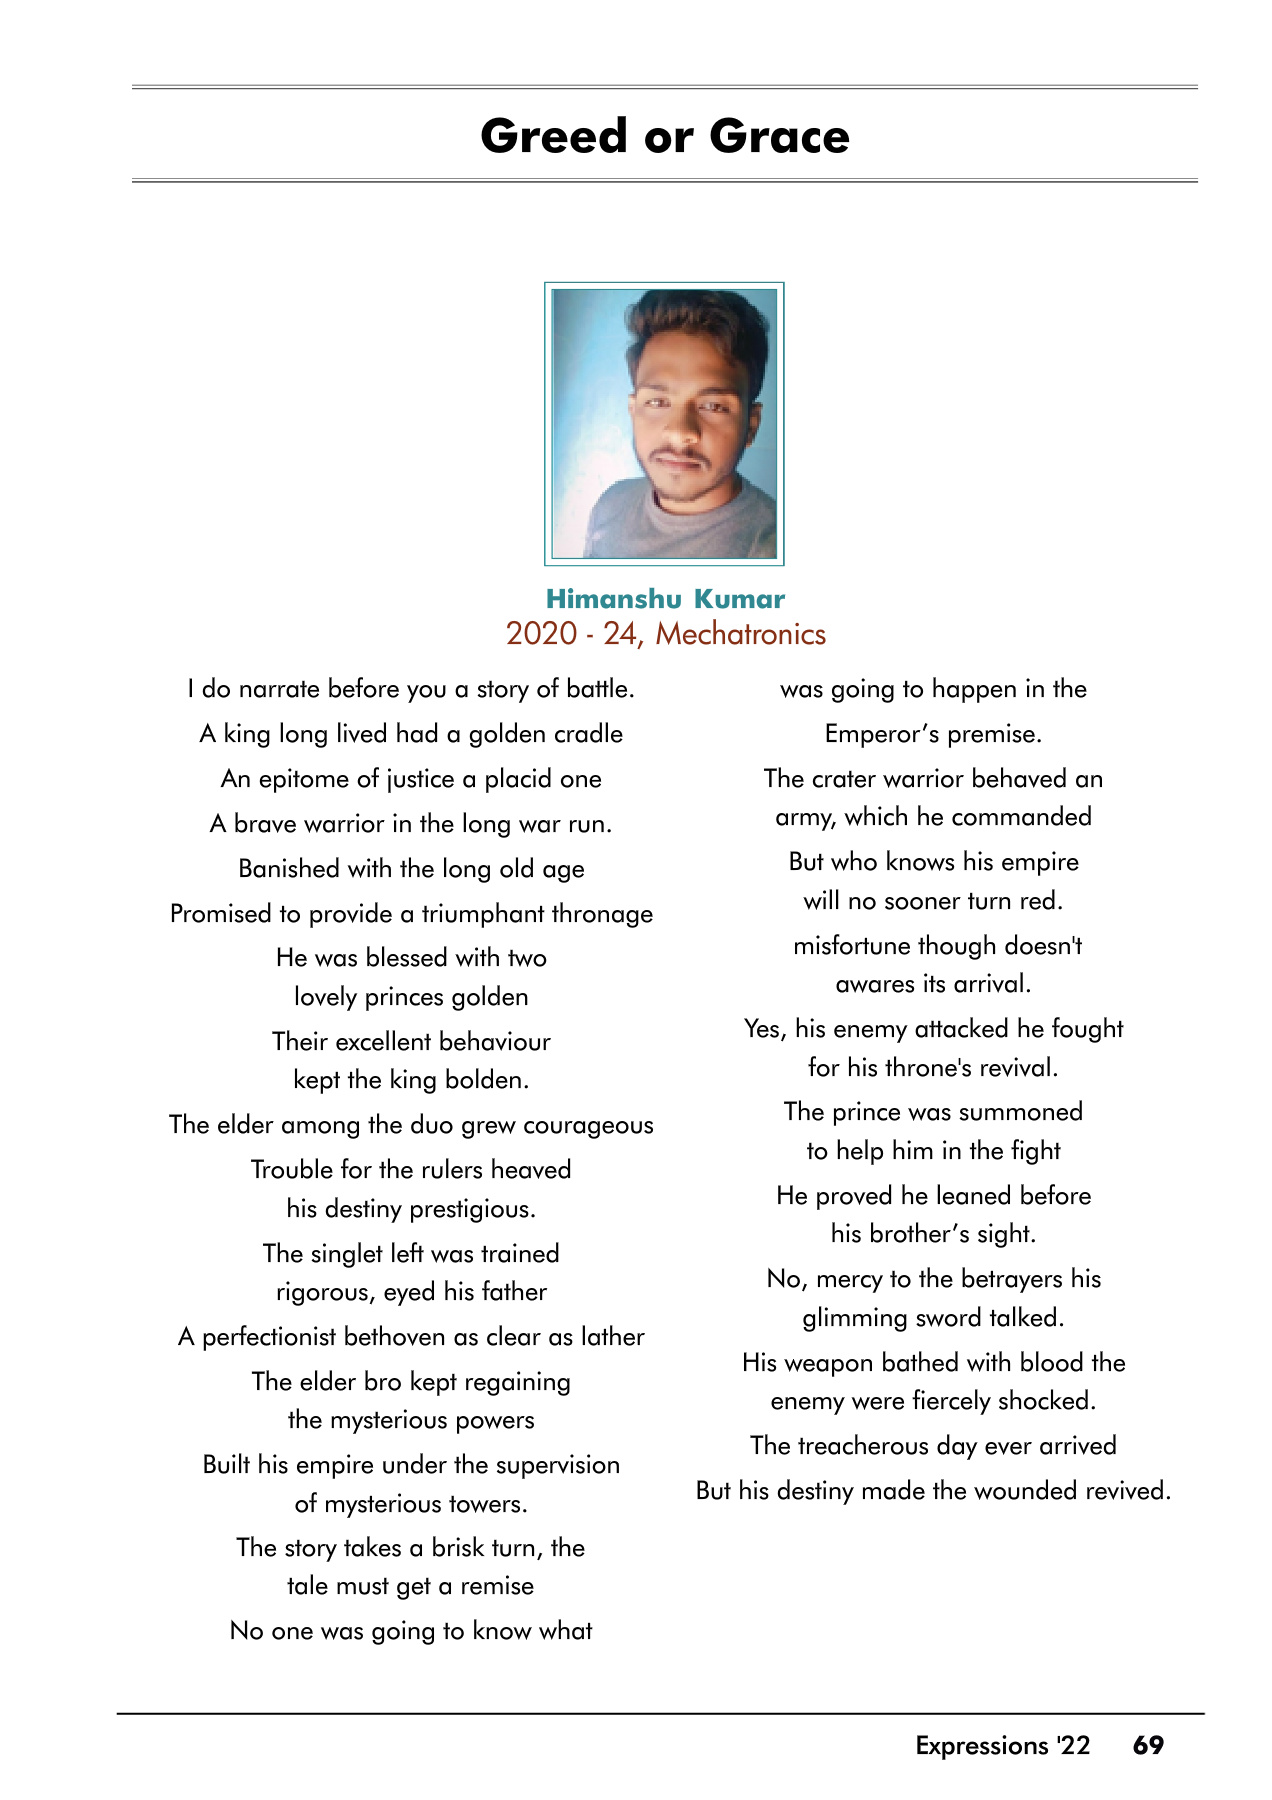 Greed or Grace
Himanshu Kumar
2020 - 24, Mechatronics
I do narrate before you a story of battle.
A king long lived had a golden cradle
An epitome of justice a placid one
A brave warrior in the long war run.
Banished with the long old age
Promised to provide a triumphant thronage
He was blessed with two
lovely princes golden
Their excellent behaviour
kept the king bolden.
The elder among the duo grew courageous
Trouble for the rulers heaved
his destiny prestigious.
The singlet left was trained
rigorous, eyed his father
A perfectionist bethoven as clear as lather
The elder bro kept regaining
the mysterious powers
Built his empire under the supervision
of mysterious towers.
The story takes a brisk turn, the
tale must get a remise
No one was going to know what
was going to happen in the
Emperor’s premise.
The crater warrior behaved an
army, which he commanded
But who knows his empire
will no sooner turn red.
misfortune though doesn't
awares its arrival.
Yes, his enemy attacked he fought
for his throne's revival.
The prince was summoned
to help him in the fight
He proved he leaned before
his brother’s sight.
No, mercy to the betrayers his
glimming sword talked.
His weapon bathed with blood the
enemy were fiercely shocked.
The treacherous day ever arrived
But his destiny made the wounded revived.
Expressions '22 69